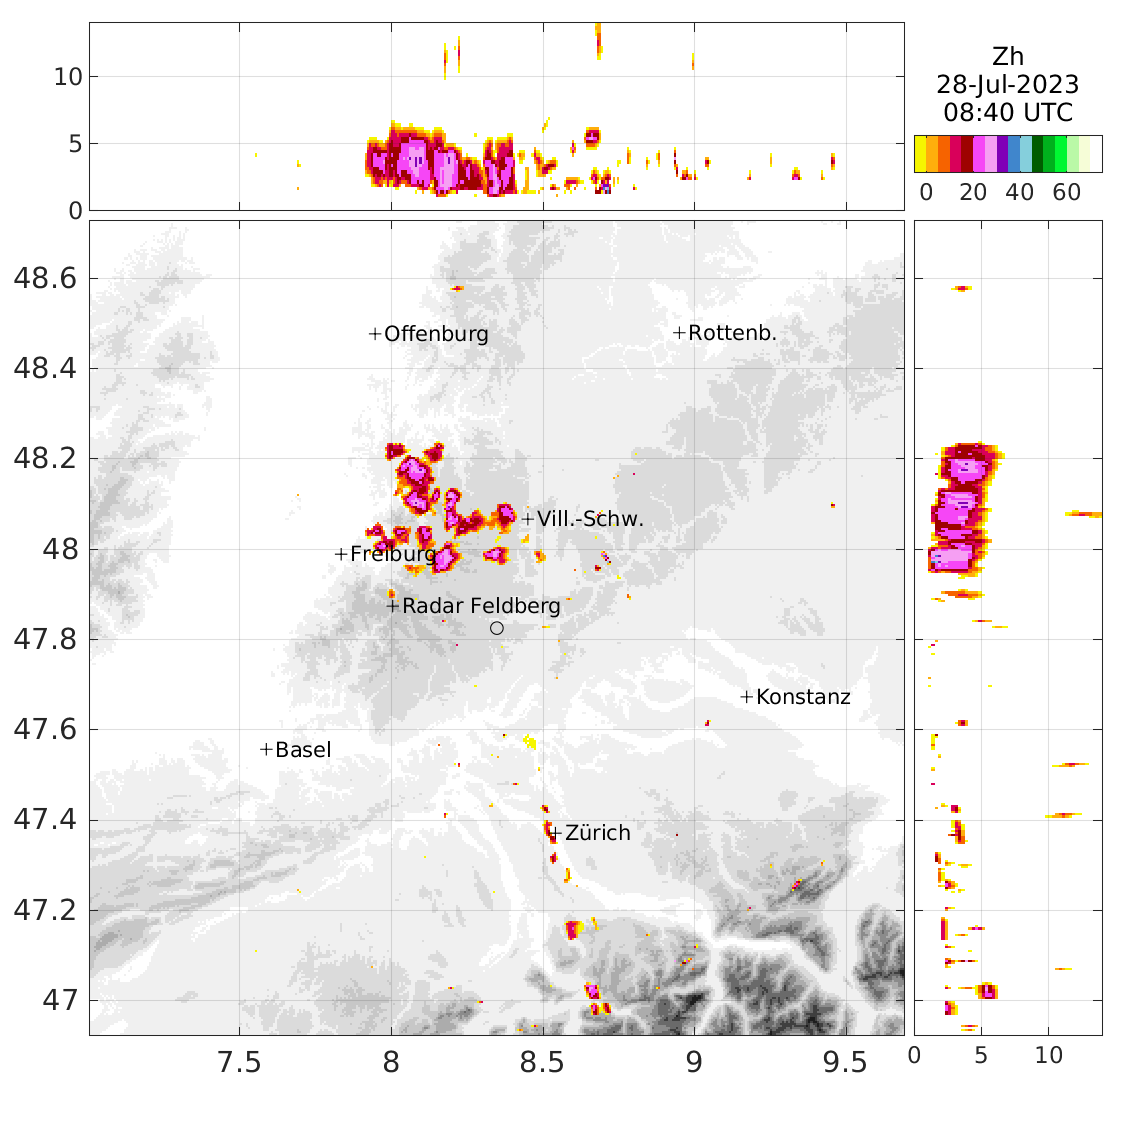 Zh
28-Jul-2023
08:40 UTC
10
5
0
0 20 40 60
48.6
48.4
48.2
48
47.8
47.6
47.4
47.2
47
+Offenburg
+Rottenb.
+Vill.-Schw.
+Freiburg
+Radar Feldberg
+Konstanz
+Basel
+Zürich
7.5 8 8.5 9 9.5
0 5 10